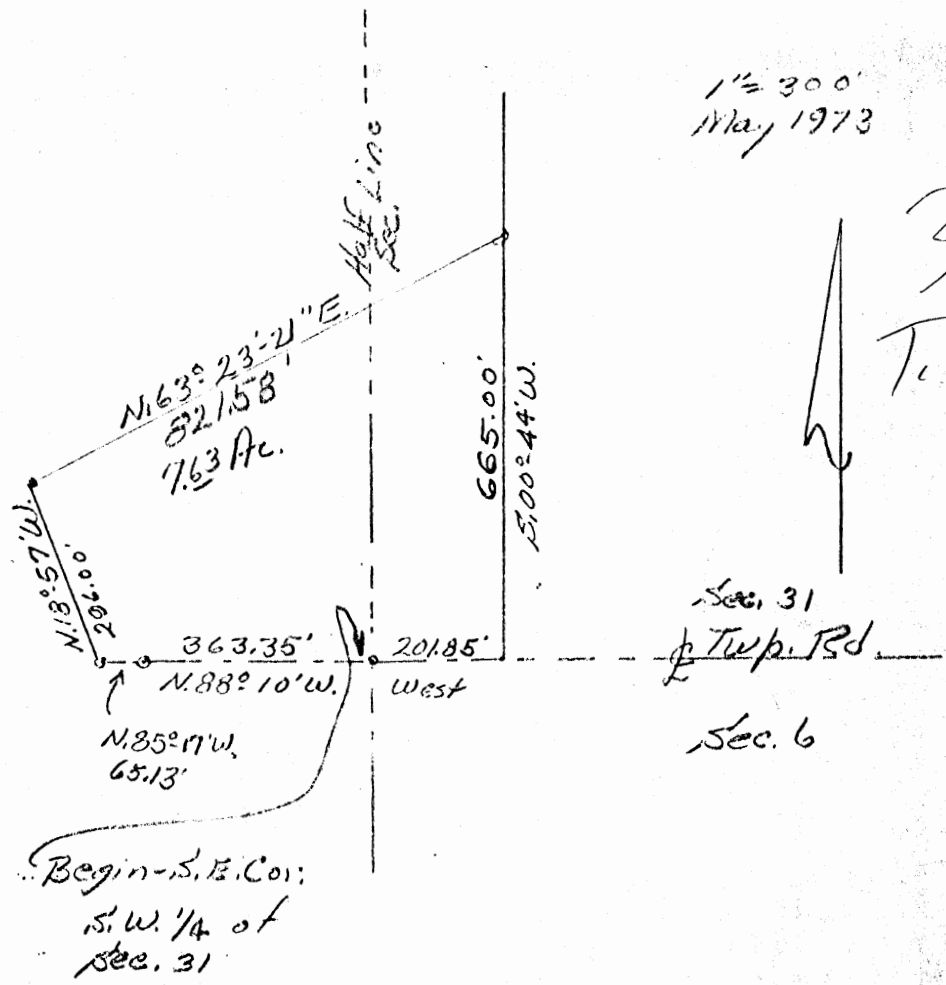 1"= 300'
May 1973
Half Line
Sec.
N.63°23'-21"E.
821.58'
7.63 Ac.
665.00'
S.00°-44'W.
N.18°-57'W.
296.00'
363.35'
N.88°10'W.
201.85'
West
Sec. 31
℄ Twp. Rd.
Sec. 6
N.85°17'W.
65.13'
Begin-S.E.Cor.
S.W. 1/4 of
Sec. 31